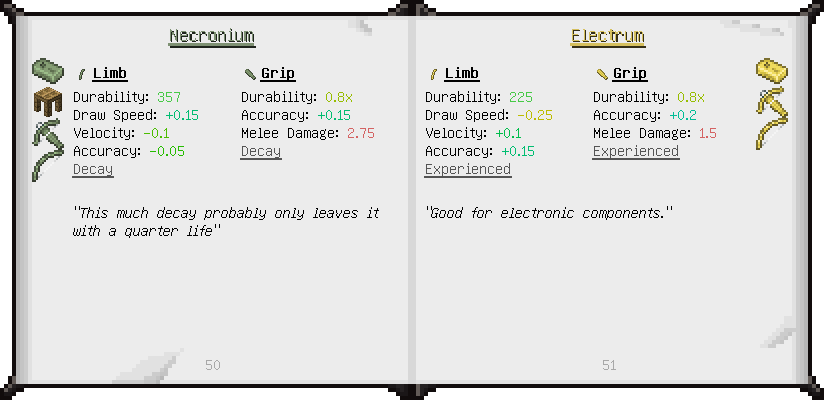 Necronium
Limb
Durability: 357
Draw Speed: +0.15
Velocity: -0.1
Accuracy: -0.05
Decay
Grip
Durability: 0.8x
Accuracy: +0.15
Melee Damage: 2.75
Decay
"This much decay probably only leaves it
with a quarter life"
50
Electrum
Limb
Durability: 225
Draw Speed: -0.25
Velocity: +0.1
Accuracy: +0.15
Experienced
Grip
Durability: 0.8x
Accuracy: +0.2
Melee Damage: 1.5
Experienced
"Good for electronic components."
51